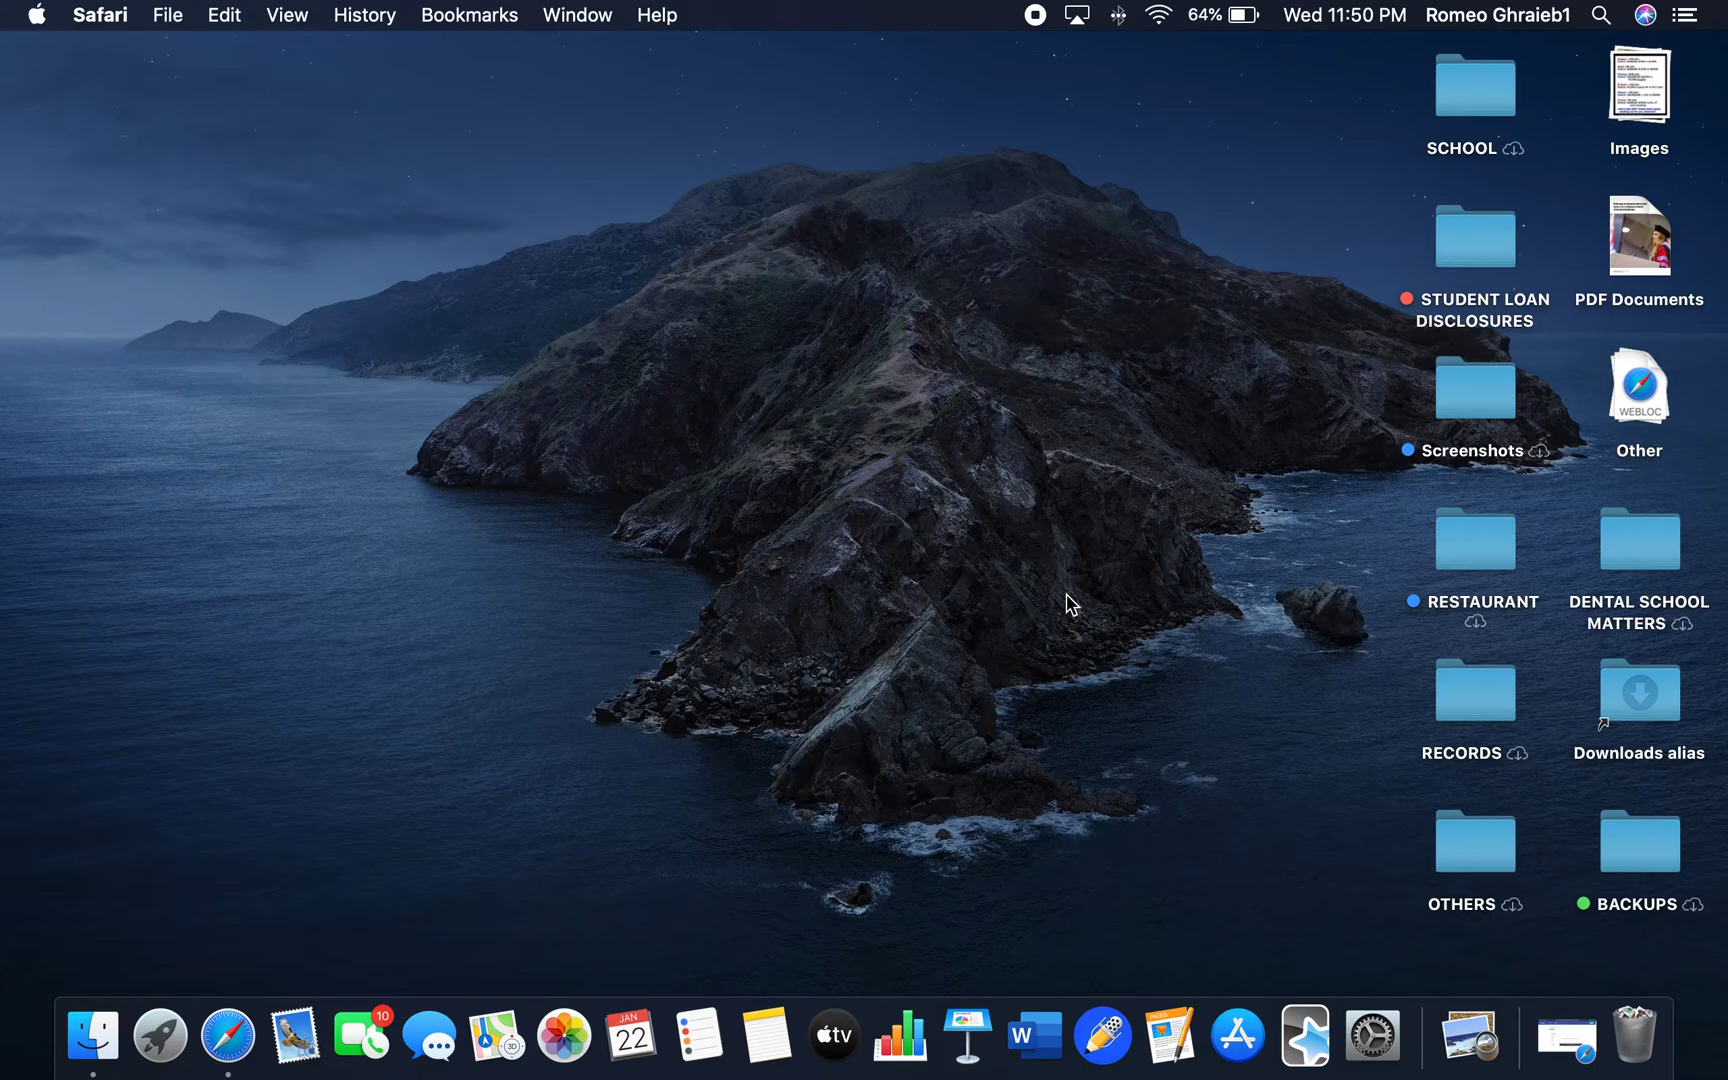 Safari File Edit View History Bookmarks Window Help 64% Wed 11:50 PM Romeo Ghraieb1
SCHOOL
Images
STUDENT LOAN
DISCLOSURES
PDF Documents
Screenshots
WEBLOC
Other
RESTAURANT
DENTAL SCHOOL
MATTERS
RECORDS
Downloads alias
OTHERS
BACKUPS
10
3D
JAN
22
tv
W
PAGES